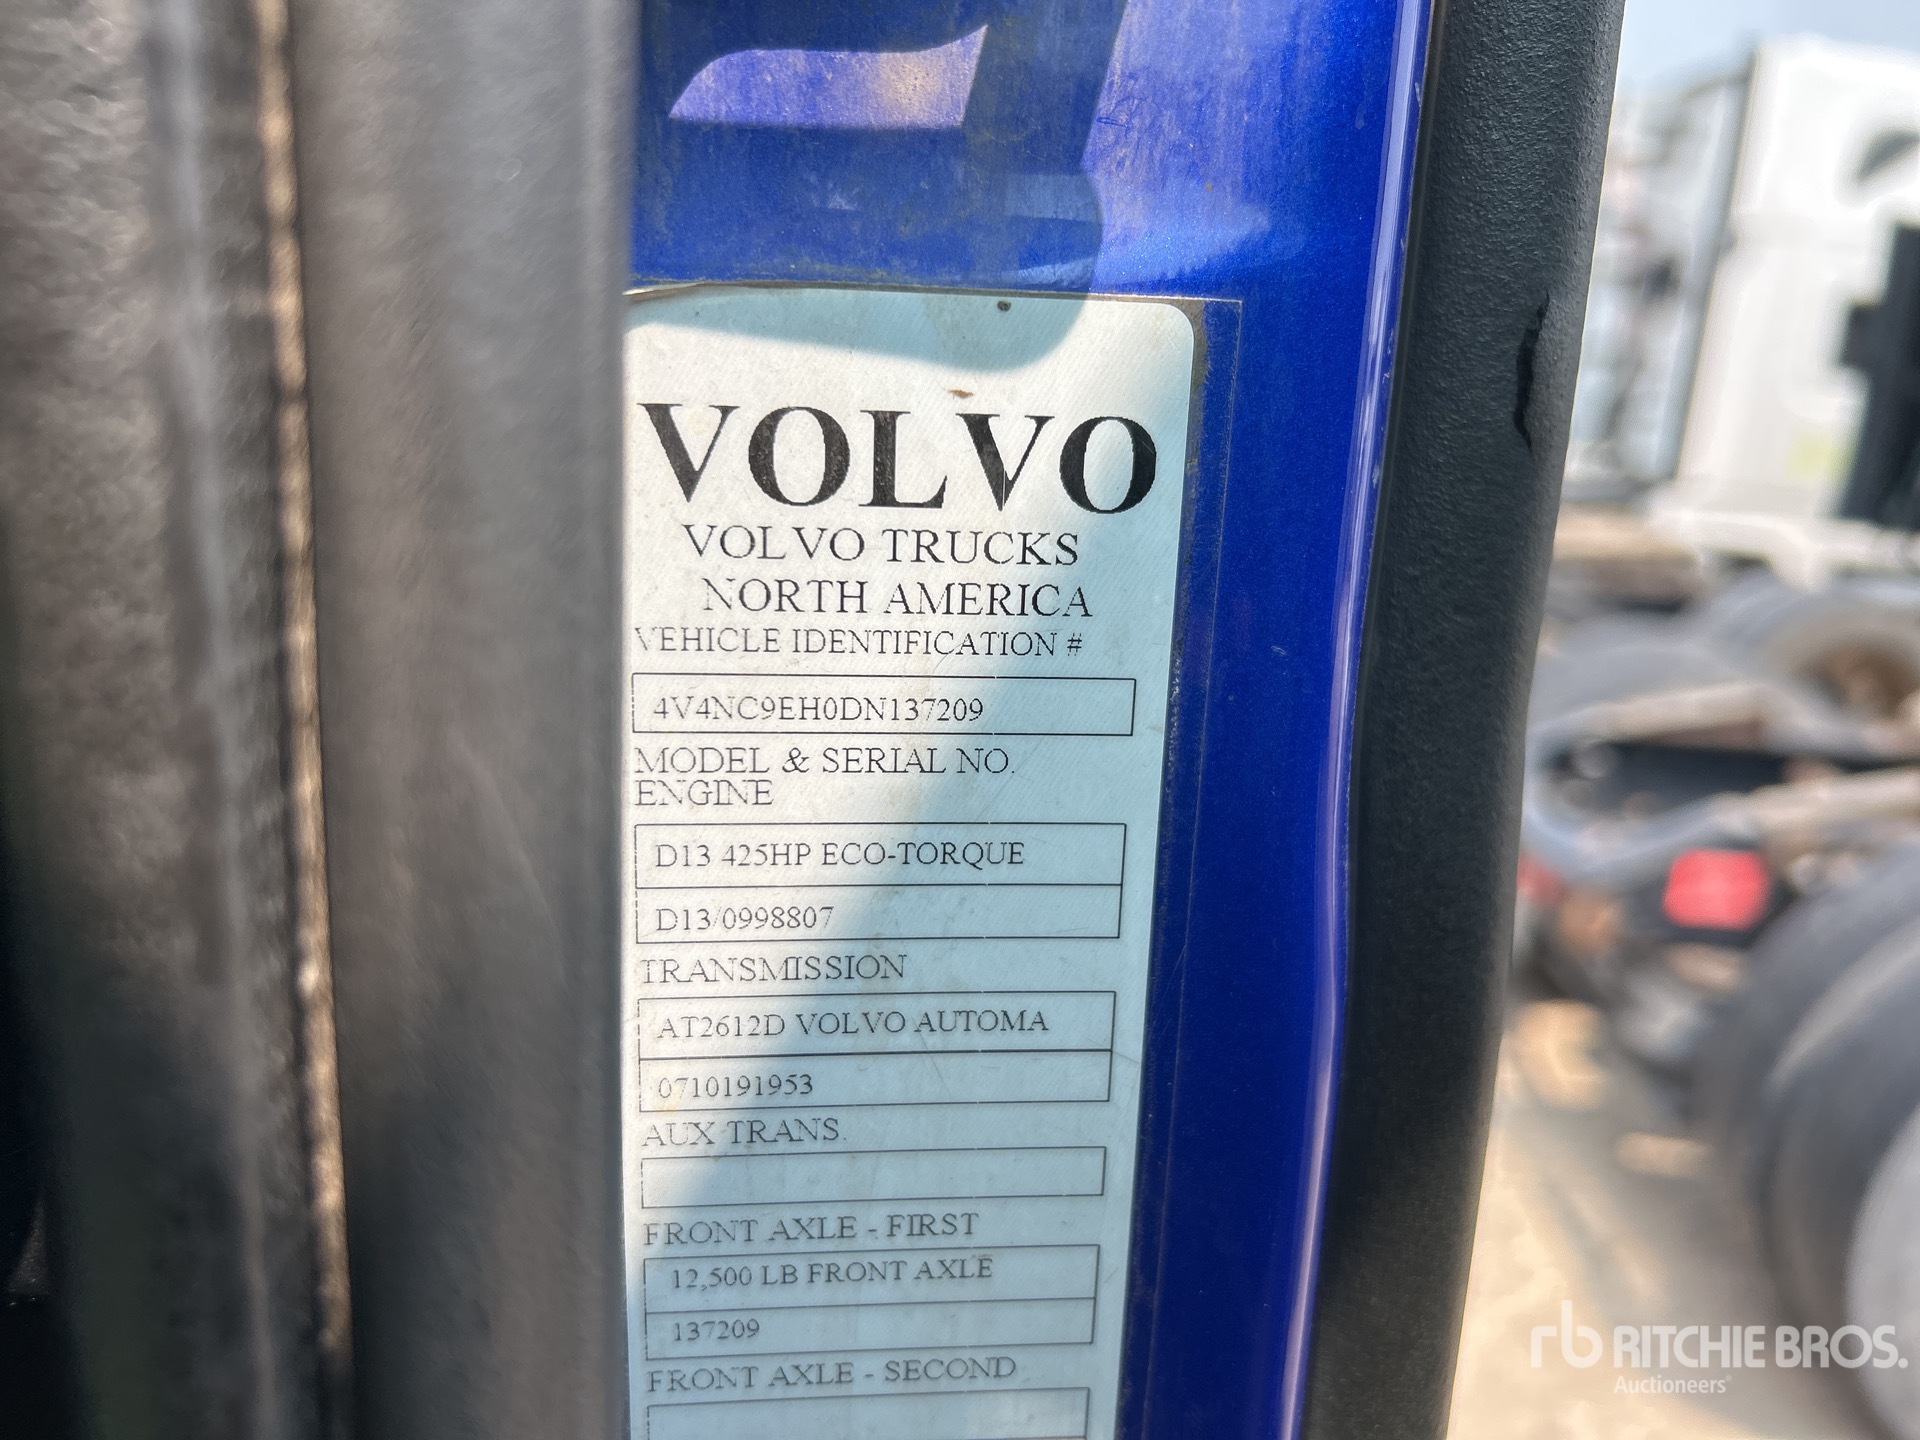 VOLVO
VOLVO TRUCKS
NORTH AMERICA
VEHICLE IDENTIFICATION #
4V4NC9EH0DN137209
MODEL & SERIAL NO.
ENGINE
D13 425HP ECO-TORQUE
D13/0998807
TRANSMISSION
AT2612D VOLVO AUTOMA
0710191953
AUX TRANS.
FRONT AXLE - FIRST
12,500 LB FRONT AXLE
137209
FRONT AXLE - SECOND
rb RITCHIE BROS.
Auctioneers